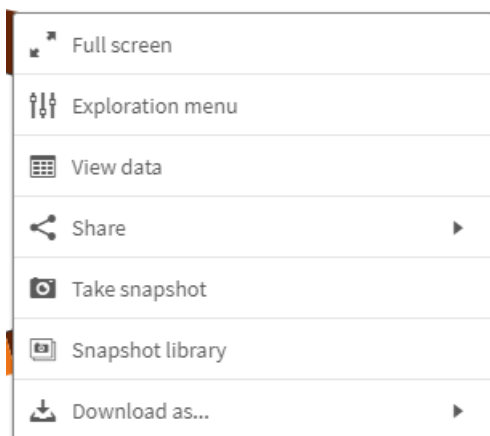 Full screen
Exploration menu
View data
Share
Take snapshot
Snapshot library
Download as...